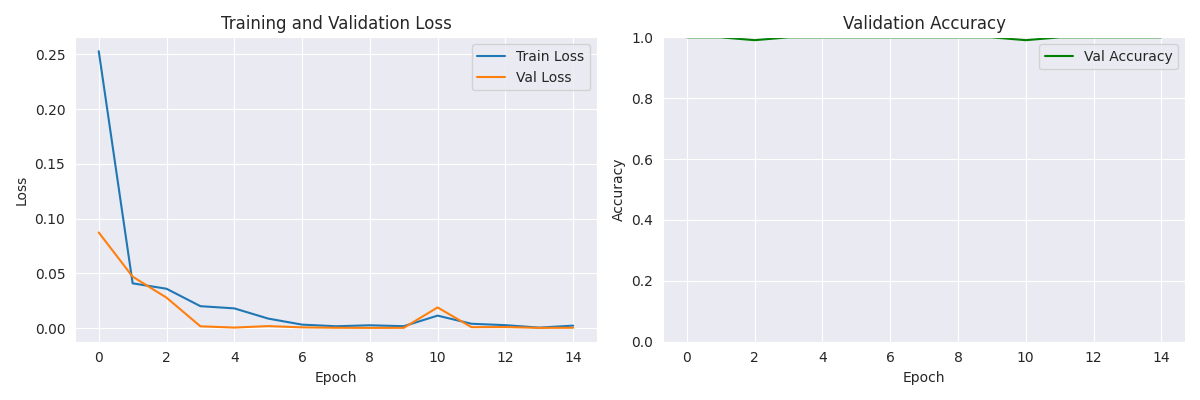 Training and Validation Loss
Train Loss
Val Loss
Loss
0.25
0.20
0.15
0.10
0.05
0.00
0 2 4 6 8 10 12 14
Epoch
Validation Accuracy
Val Accuracy
Accuracy
1.0
0.8
0.6
0.4
0.2
0.0
0 2 4 6 8 10 12 14
Epoch